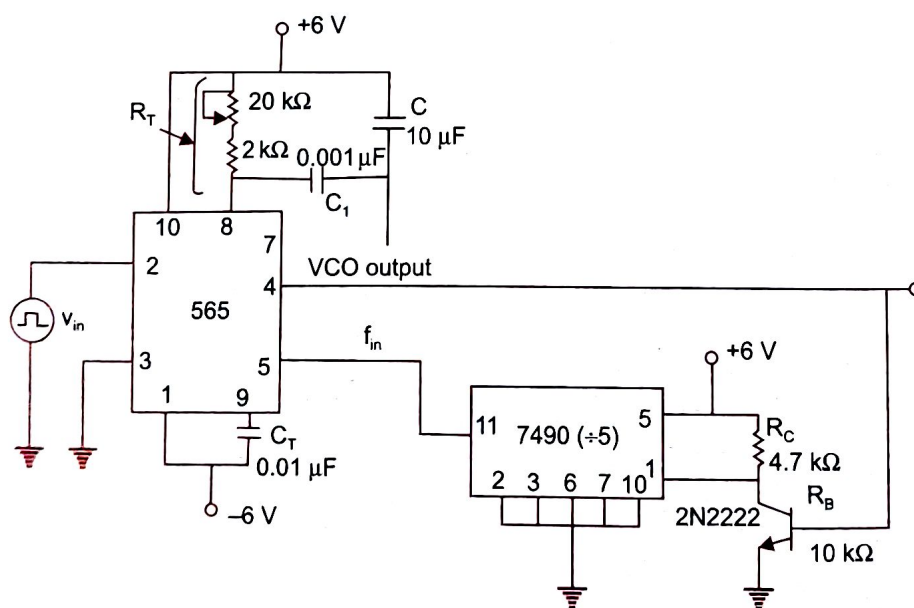 +6 V
R_T
20 kΩ
2 kΩ
0.001 μF
C₁
C
10 μF
10
8
7
2
VCO output
4
565
v_in
3
5
f_in
1
9
C_T
0.01 μF
–6 V
+6 V
11
7490 (÷5)
5
1
R_C
4.7 kΩ
2
3
6
7
10
2N2222
R_B
10 kΩ